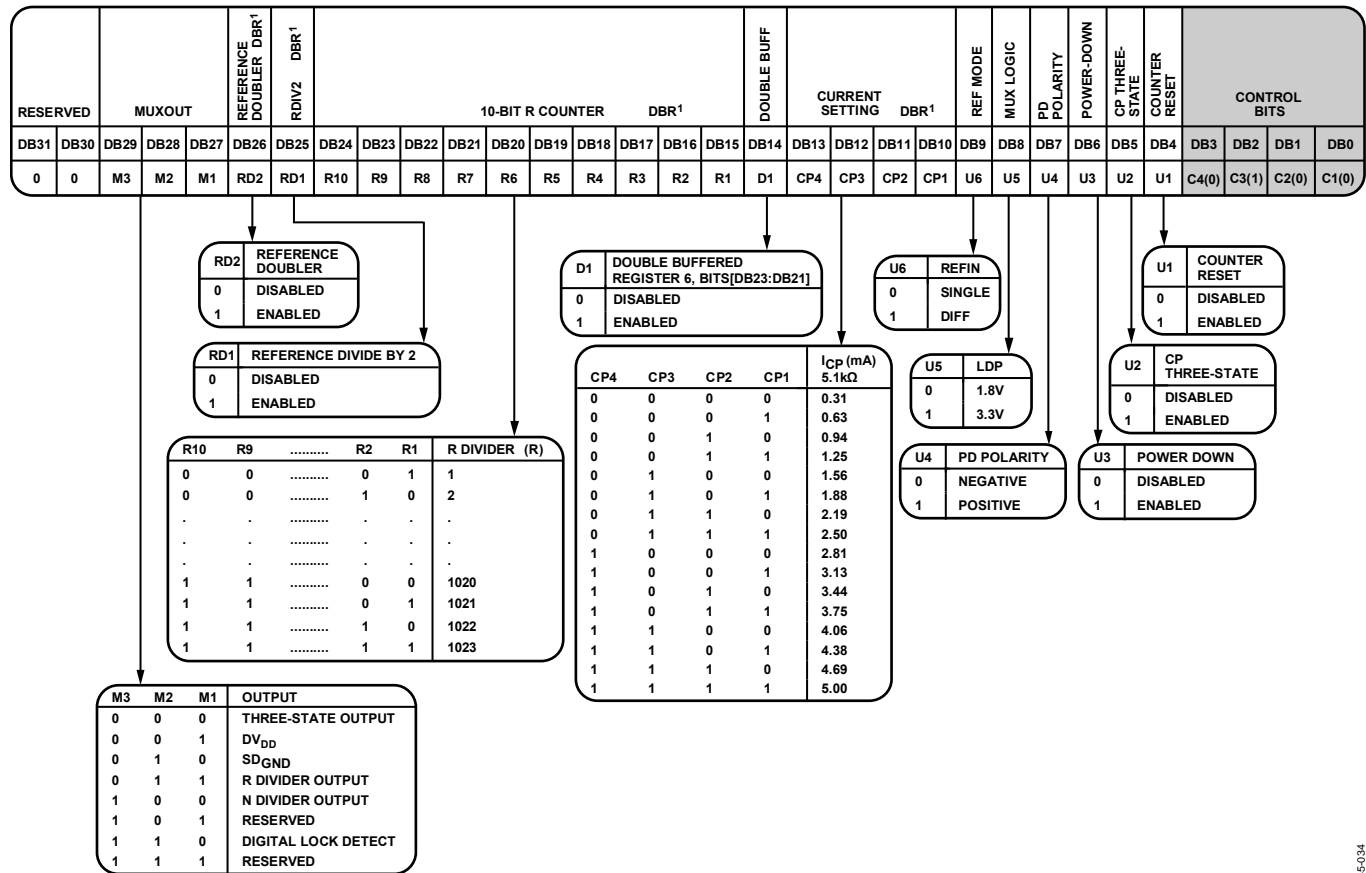 RESERVED MUXOUT REFERENCE DOUBLER DBR1 RDIV2 DBR1 10-BIT R COUNTER DBR1 DOUBLE BUFF CURRENT SETTING DBR1 REF MODE MUX LOGIC PD POLARITY POWER-DOWN CP THREE-STATE COUNTER RESET CONTROL BITS
DB31 DB30 DB29 DB28 DB27 DB26 DB25 DB24 DB23 DB22 DB21 DB20 DB19 DB18 DB17 DB16 DB15 DB14 DB13 DB12 DB11 DB10 DB9 DB8 DB7 DB6 DB5 DB4 DB3 DB2 DB1 DB0
0 0 M3 M2 M1 RD2 RD1 R10 R9 R8 R7 R6 R5 R4 R3 R2 R1 D1 CP4 CP3 CP2 CP1 U6 U5 U4 U3 U2 U1 C4(0) C3(1) C2(0) C1(0)
RD2 REFERENCE DOUBLER
0 DISABLED
1 ENABLED
RD1 REFERENCE DIVIDE BY 2
0 DISABLED
1 ENABLED
R10 R9 .......... R2 R1 R DIVIDER (R)
0 0 .......... 0 1 1
0 0 .......... 1 0 2
. . .......... . . .
. . .......... . . .
. . .......... . . .
1 1 .......... 0 0 1020
1 1 .......... 0 1 1021
1 1 .......... 1 0 1022
1 1 .......... 1 1 1023
M3 M2 M1 OUTPUT
0 0 0 THREE-STATE OUTPUT
0 0 1 DVDD
0 1 0 SDGND
0 1 1 R DIVIDER OUTPUT
1 0 0 N DIVIDER OUTPUT
1 0 1 RESERVED
1 1 0 DIGITAL LOCK DETECT
1 1 1 RESERVED
D1 DOUBLE BUFFERED
REGISTER 6, BITS[DB23:DB21]
0 DISABLED
1 ENABLED
CP4 CP3 CP2 CP1 ICP (mA) 5.1kΩ
0 0 0 0 0.31
0 0 0 1 0.63
0 0 1 0 0.94
0 0 1 1 1.25
0 1 0 0 1.56
0 1 0 1 1.88
0 1 1 0 2.19
0 1 1 1 2.50
1 0 0 0 2.81
1 0 0 1 3.13
1 0 1 0 3.44
1 0 1 1 3.75
1 1 0 0 4.06
1 1 0 1 4.38
1 1 1 0 4.69
1 1 1 1 5.00
U6 REFIN
0 SINGLE
1 DIFF
U5 LDP
0 1.8V
1 3.3V
U4 PD POLARITY
0 NEGATIVE
1 POSITIVE
U3 POWER DOWN
0 DISABLED
1 ENABLED
U2 CP THREE-STATE
0 DISABLED
1 ENABLED
U1 COUNTER RESET
0 DISABLED
1 ENABLED
5-034